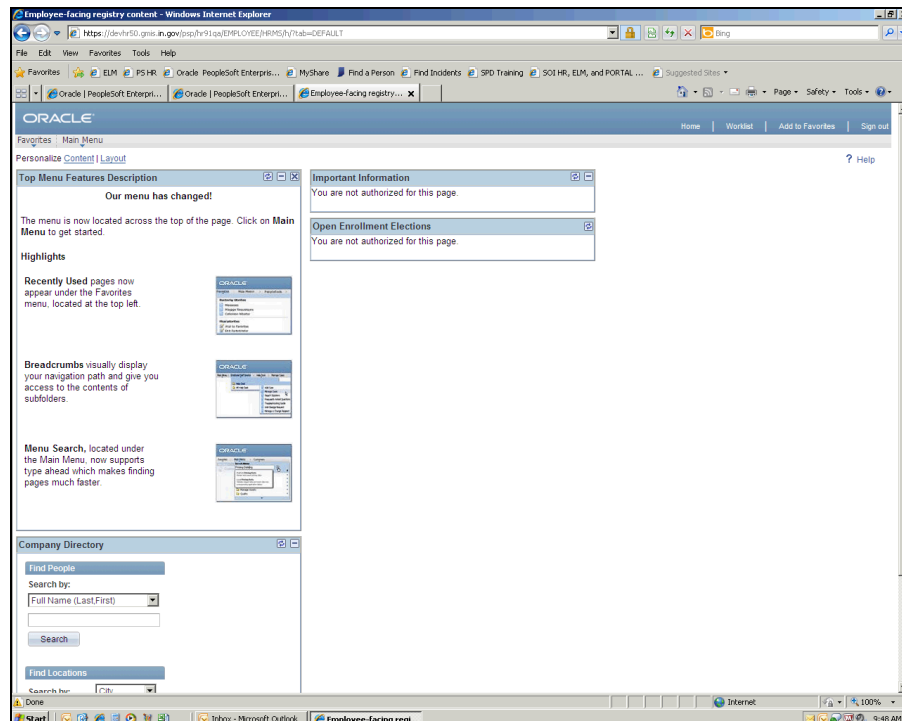 Employee-facing registry content - Windows Internet Explorer
https://devhr50.gmis.in.gov/psp/hr91qa/EMPLOYEE/HRMS/h/?tab=DEFAULT
Bing
File Edit View Favorites Tools Help
Favorites ELM PS HR Oracle PeopleSoft Enterpris... MyShare Find a Person Find Incidents SPD Training SOI HR, ELM, and PORTAL ... Suggested Sites
Oracle | PeopleSoft Enterpri... Oracle | PeopleSoft Enterpri... Employee-facing registry... Page Safety Tools
ORACLE
Home | Worklist | Add to Favorites | Sign out
Favorites Main Menu
Personalize Content | Layout
? Help
Top Menu Features Description
Our menu has changed!
The menu is now located across the top of the page. Click on Main
Menu to get started.
Highlights
Recently Used pages now
appear under the Favorites
menu, located at the top left.
ORACLE
Breadcrumbs visually display
your navigation path and give you
access to the contents of
subfolders.
ORACLE
Menu Search, located under
the Main Menu, now supports
type ahead which makes finding
pages much faster.
ORACLE
Important Information
You are not authorized for this page.
Open Enrollment Elections
You are not authorized for this page.
Company Directory
Find People
Search by:
Full Name (Last,First)
Search
Find Locations
Search by: City
Done
Internet
100%
Start
Inbox - Microsoft Outlook
Employee-facing regi...
9:48 AM